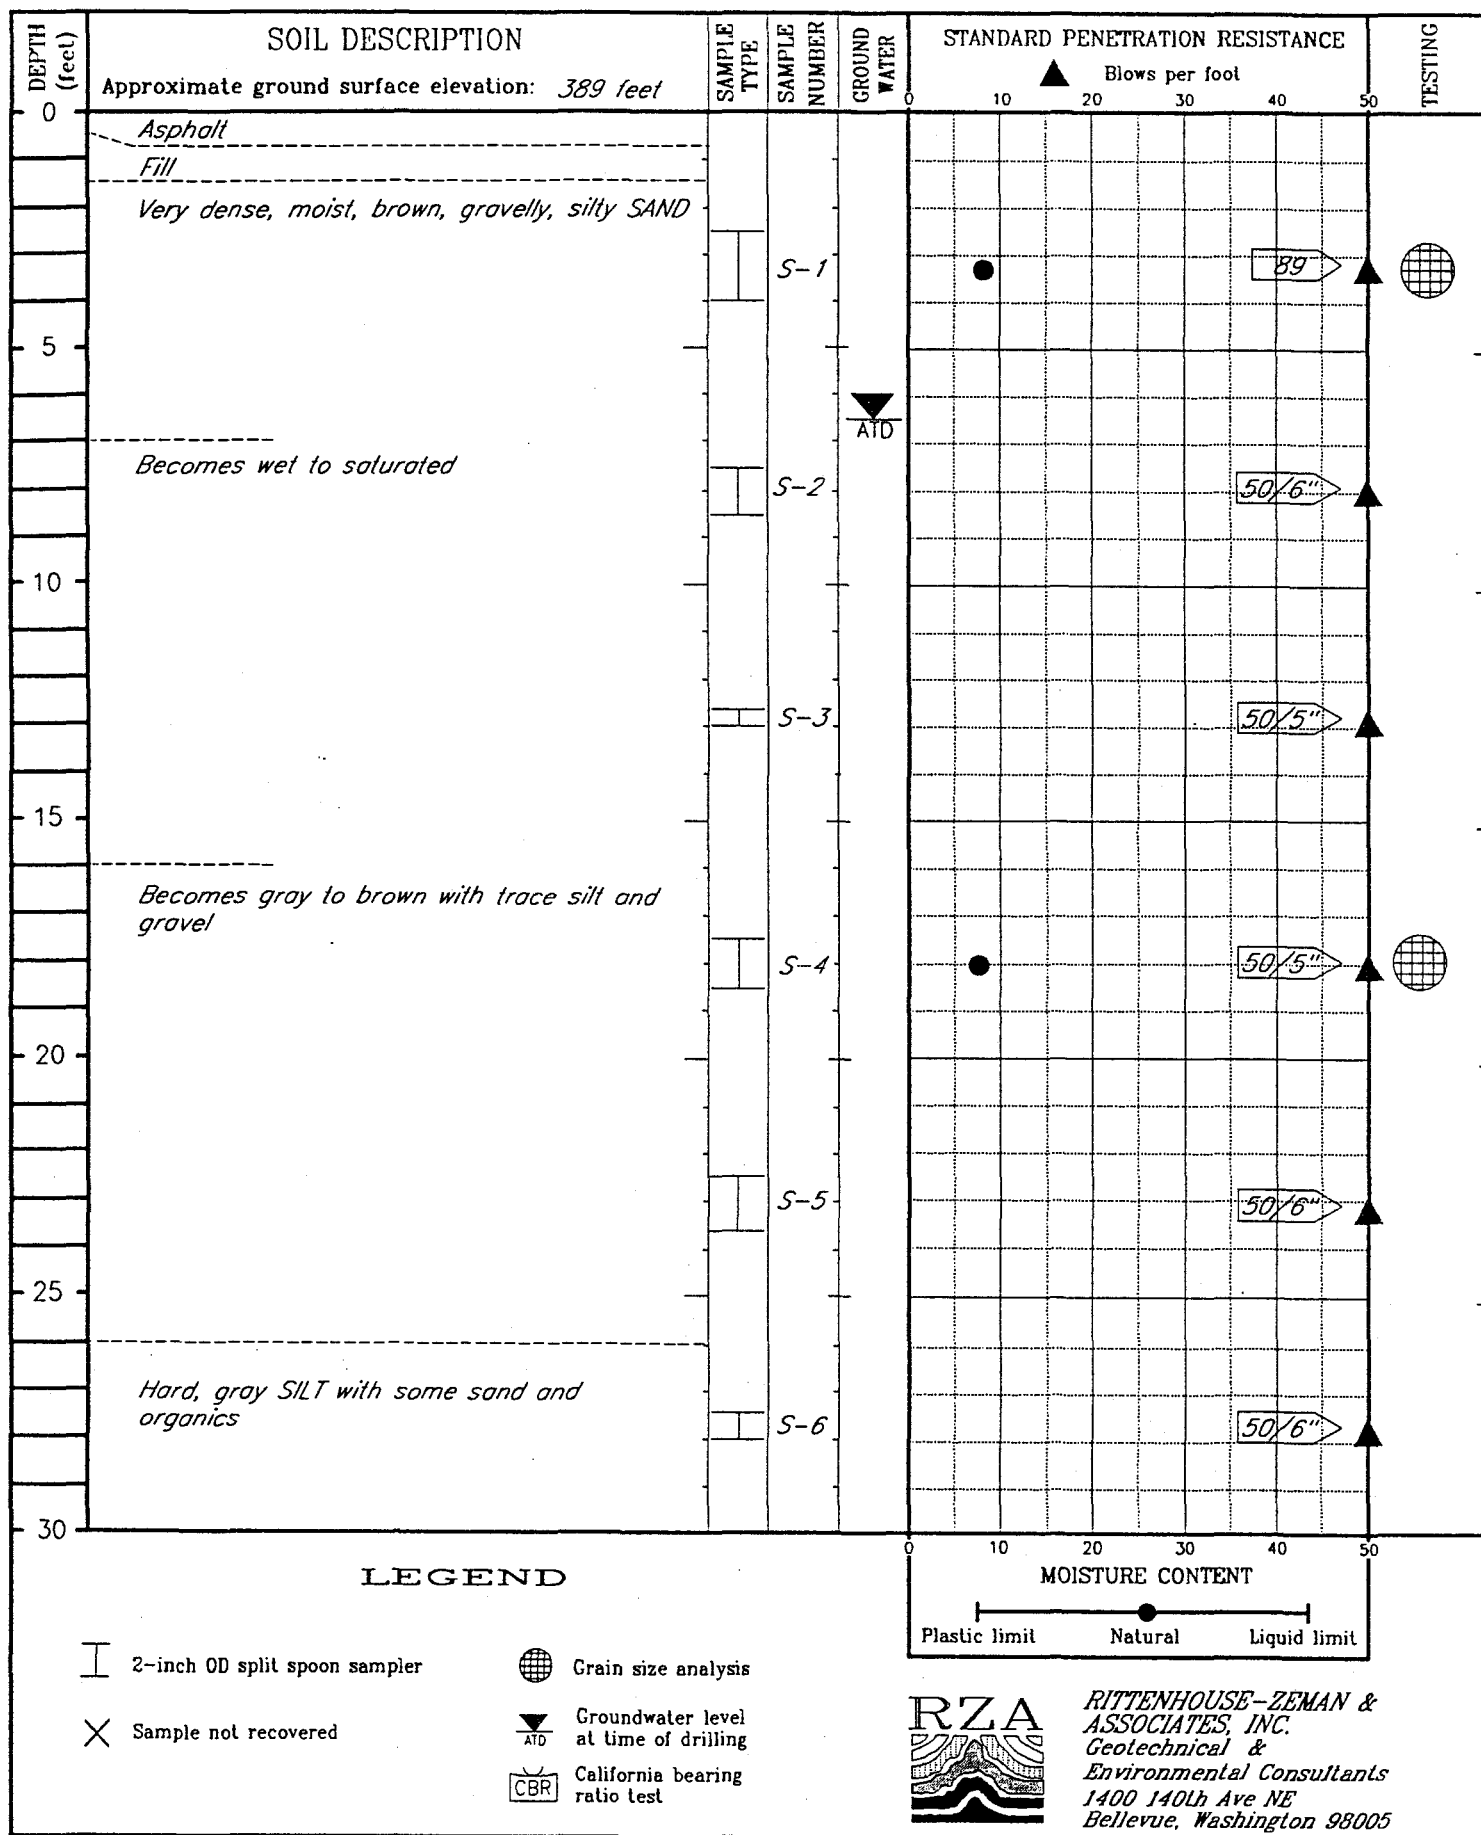 DEPTH
(feet)
SOIL DESCRIPTION
Approximate ground surface elevation: 389 feet
SAMPLE
TYPE
SAMPLE
NUMBER
GROUND
WATER
STANDARD PENETRATION RESISTANCE
▲ Blows per foot
TESTING
0 10 20 30 40 50
0
Asphalt
Fill
Very dense, moist, brown, gravelly, silty SAND
S-1
89
5
ATD
Becomes wet to saturated
S-2
50/6"
10
S-3
50/5"
15
Becomes gray to brown with trace silt and
gravel
S-4
50/5"
20
S-5
50/6"
25
Hard, gray SILT with some sand and
organics
S-6
50/6"
30
0 10 20 30 40 50
MOISTURE CONTENT
Plastic limit Natural Liquid limit
LEGEND
2-inch OD split spoon sampler
Sample not recovered
Grain size analysis
ATD
Groundwater level
at time of drilling
CBR
California bearing
ratio test
RZA
RITTENHOUSE-ZEMAN &
ASSOCIATES, INC.
Geotechnical &
Environmental Consultants
1400 140th Ave NE
Bellevue, Washington 98005